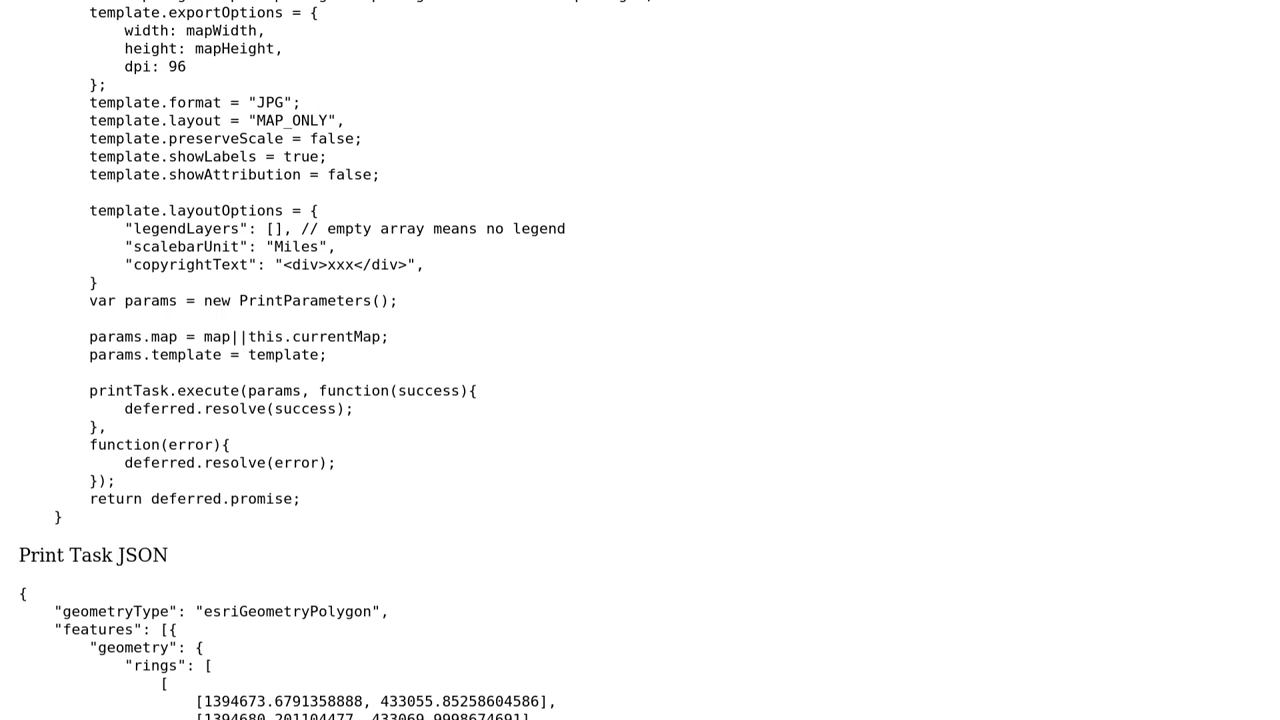 template.exportOptions = {
width: mapWidth,
height: mapHeight,
dpi: 96
};
template.format = "JPG";
template.layout = "MAP_ONLY",
template.preserveScale = false;
template.showLabels = true;
template.showAttribution = false;
template.layoutOptions = {
"legendLayers": [], // empty array means no legend
"scalebarUnit": "Miles",
"copyrightText": "<div>xxx</div>",
}
var params = new PrintParameters();
params.map = map||this.currentMap;
params.template = template;
printTask.execute(params, function(success){
deferred.resolve(success);
},
function(error){
deferred.resolve(error);
});
return deferred.promise;
}
Print Task JSON
{
"geometryType": "esriGeometryPolygon",
"features": [{
"geometry": {
"rings": [
[
[1394673.6791358888, 433055.85258604586],
[1394680.201104477, 433069.9998674691]